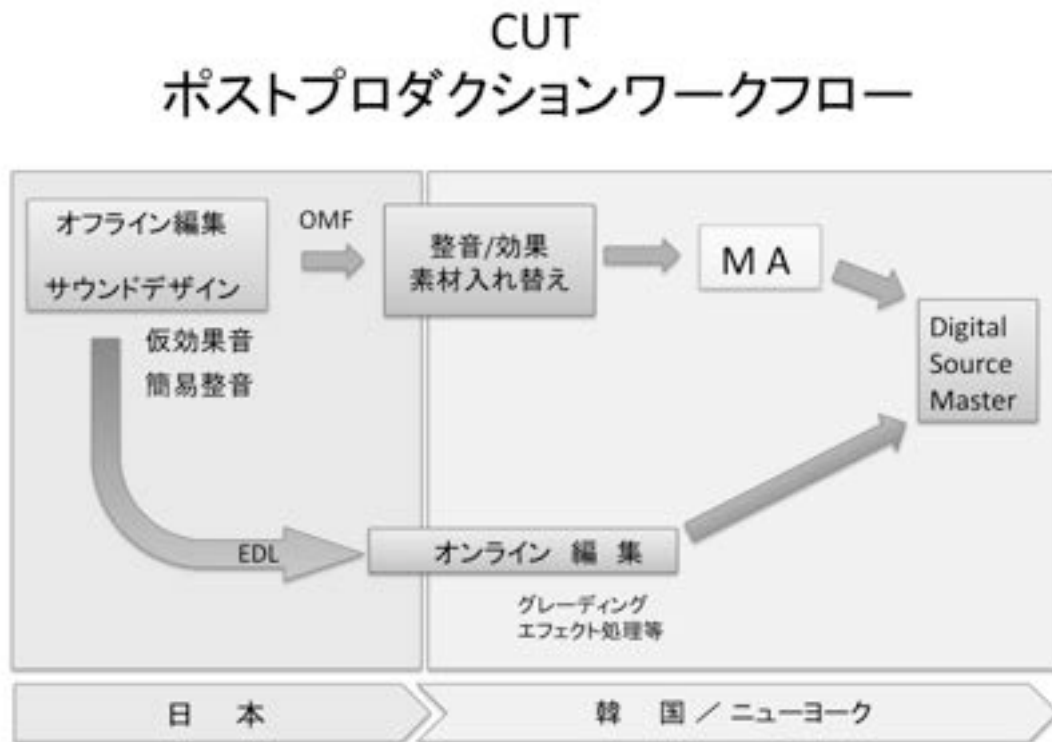 CUT
ポストプロダクションワークフロー
オフライン編集
サウンドデザイン
OMF
整音/効果
素材入れ替え
ＭＡ
Digital
Source
Master
仮効果音
簡易整音
EDL
オンライン 編 集
グレーディング
エフェクト処理等
日 本
韓 国 ／ ニューヨーク